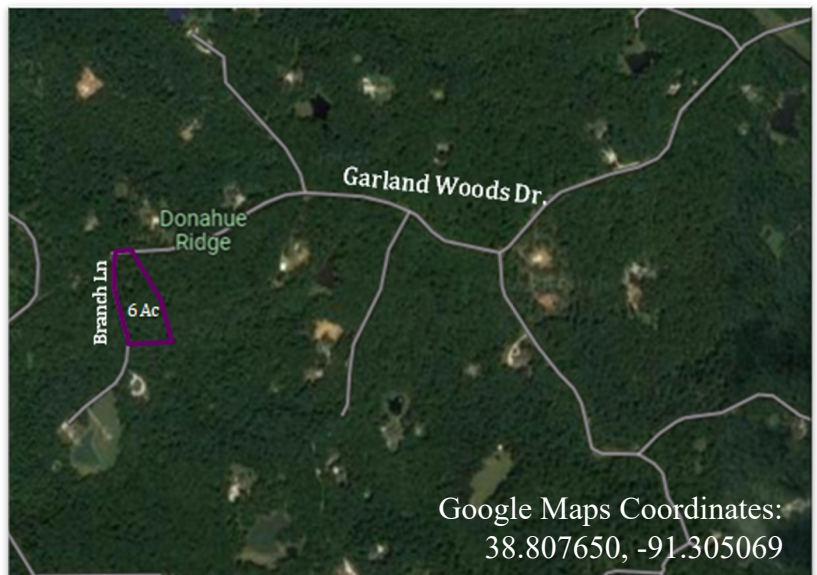 Garland Woods Dr.
Donahue
Ridge
Branch Ln
6 Ac
Google Maps Coordinates:
38.807650, -91.305069